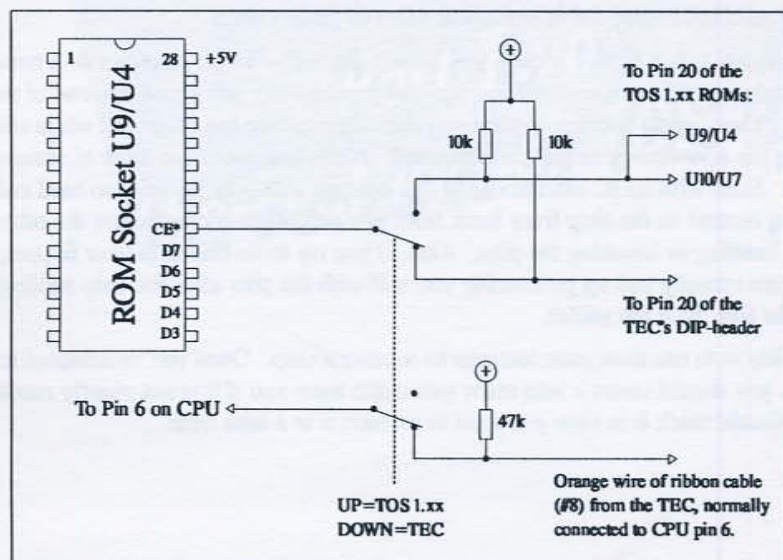 1 28 +5V
ROM Socket U9/U4
CE*
D7
D6
D5
D4
D3
+
10k 10k
To Pin 20 of the
TOS 1.xx ROMs:
U9/U4
U10/U7
To Pin 20 of the
TEC's DIP-header
To Pin 6 on CPU
+
47k
UP=TOS 1.xx
DOWN=TEC
Orange wire of ribbon cable
(#8) from the TEC, normally
connected to CPU pin 6.